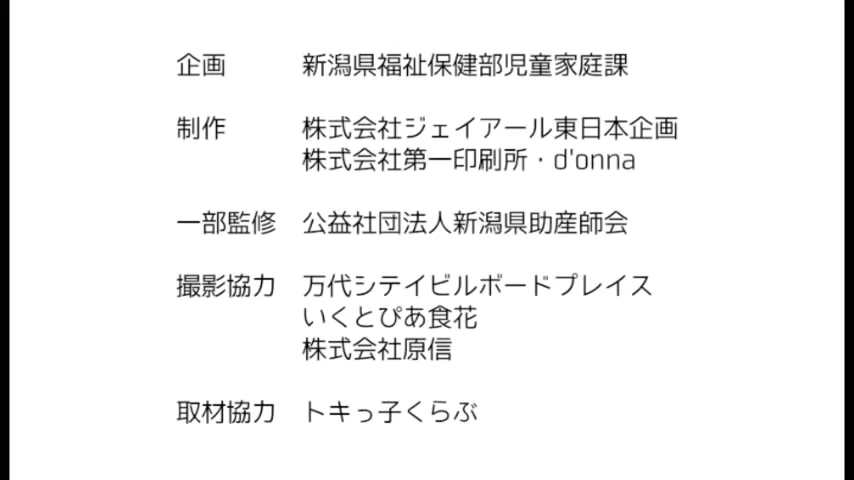 企画 新潟県福祉保健部児童家庭課
制作 株式会社ジェイアール東日本企画
株式会社第一印刷所・d'onna
一部監修 公益社団法人新潟県助産師会
撮影協力 万代シテイビルボードプレイス
いくとぴあ食花
株式会社原信
取材協力 トキっ子くらぶ